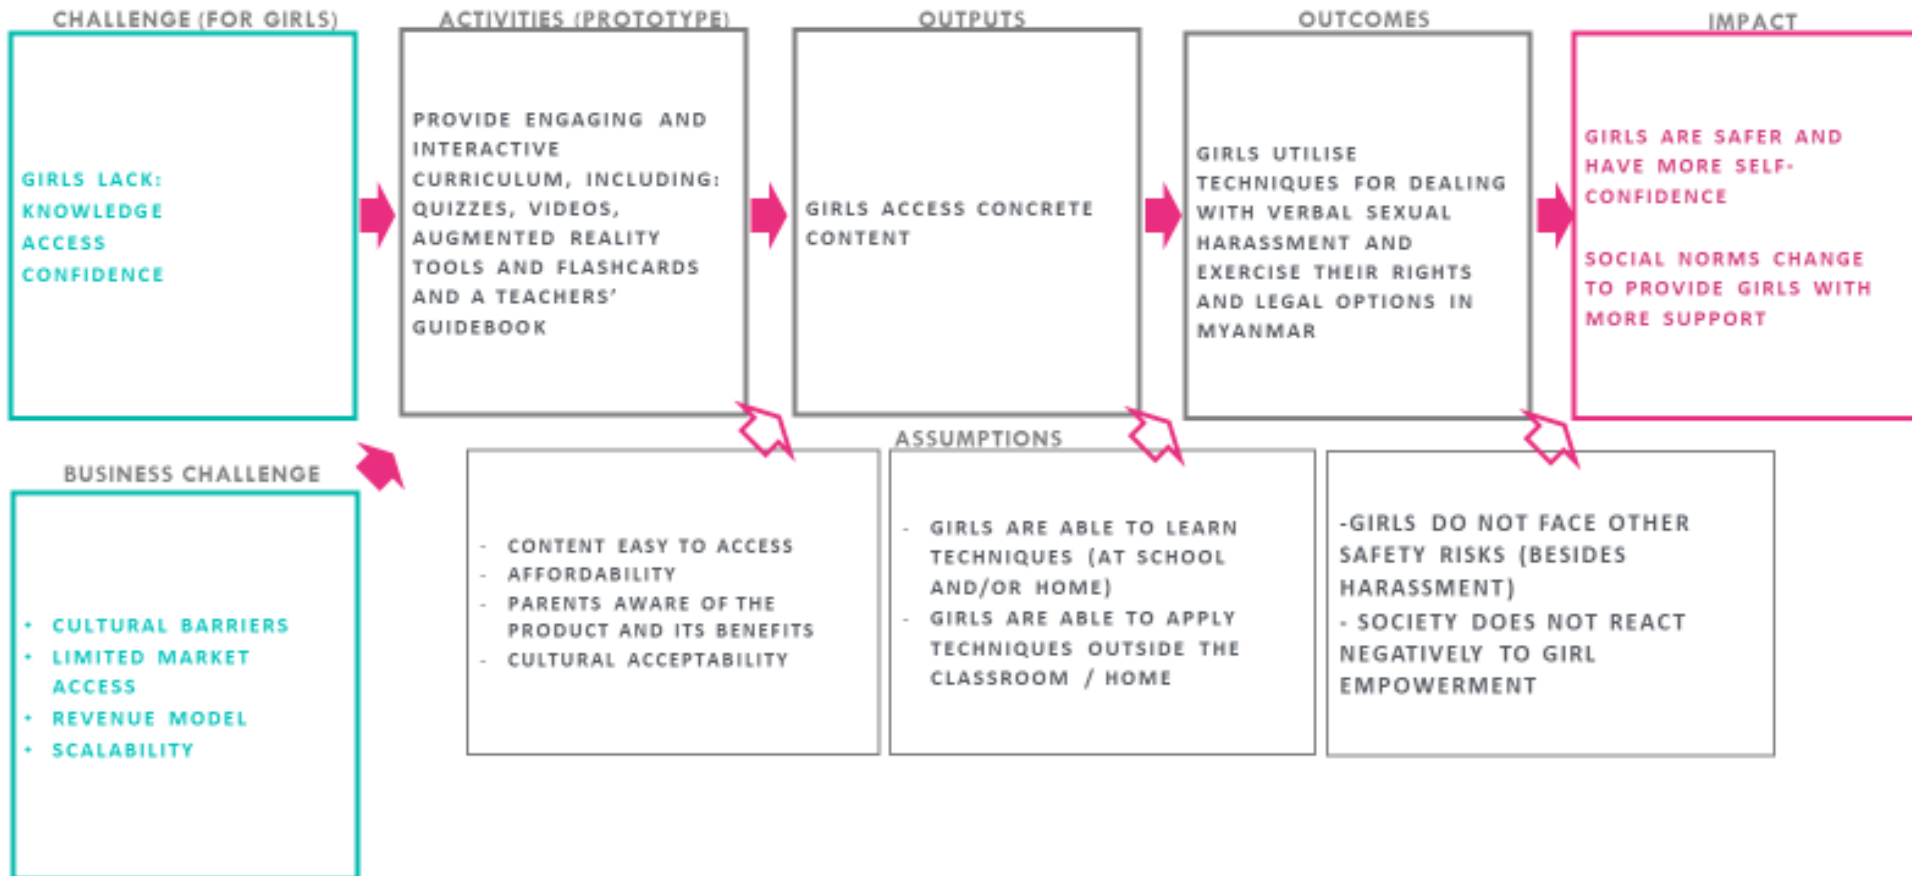 CHALLENGE (FOR GIRLS)
GIRLS LACK:
KNOWLEDGE
ACCESS
CONFIDENCE
ACTIVITIES (PROTOTYPE)
PROVIDE ENGAGING AND
INTERACTIVE
CURRICULUM, INCLUDING:
QUIZZES, VIDEOS,
AUGMENTED REALITY
TOOLS AND FLASHCARDS
AND A TEACHERS'
GUIDEBOOK
OUTPUTS
GIRLS ACCESS CONCRETE
CONTENT
OUTCOMES
GIRLS UTILISE
TECHNIQUES FOR DEALING
WITH VERBAL SEXUAL
HARASSMENT AND
EXERCISE THEIR RIGHTS
AND LEGAL OPTIONS IN
MYANMAR
IMPACT
GIRLS ARE SAFER AND
HAVE MORE SELF-
CONFIDENCE
SOCIAL NORMS CHANGE
TO PROVIDE GIRLS WITH
MORE SUPPORT
BUSINESS CHALLENGE
• CULTURAL BARRIERS
• LIMITED MARKET
ACCESS
• REVENUE MODEL
• SCALABILITY
ASSUMPTIONS
- CONTENT EASY TO ACCESS
- AFFORDABILITY
- PARENTS AWARE OF THE
PRODUCT AND ITS BENEFITS
- CULTURAL ACCEPTABILITY
- GIRLS ARE ABLE TO LEARN
TECHNIQUES (AT SCHOOL
AND/OR HOME)
- GIRLS ARE ABLE TO APPLY
TECHNIQUES OUTSIDE THE
CLASSROOM / HOME
-GIRLS DO NOT FACE OTHER
SAFETY RISKS (BESIDES
HARASSMENT)
- SOCIETY DOES NOT REACT
NEGATIVELY TO GIRL
EMPOWERMENT